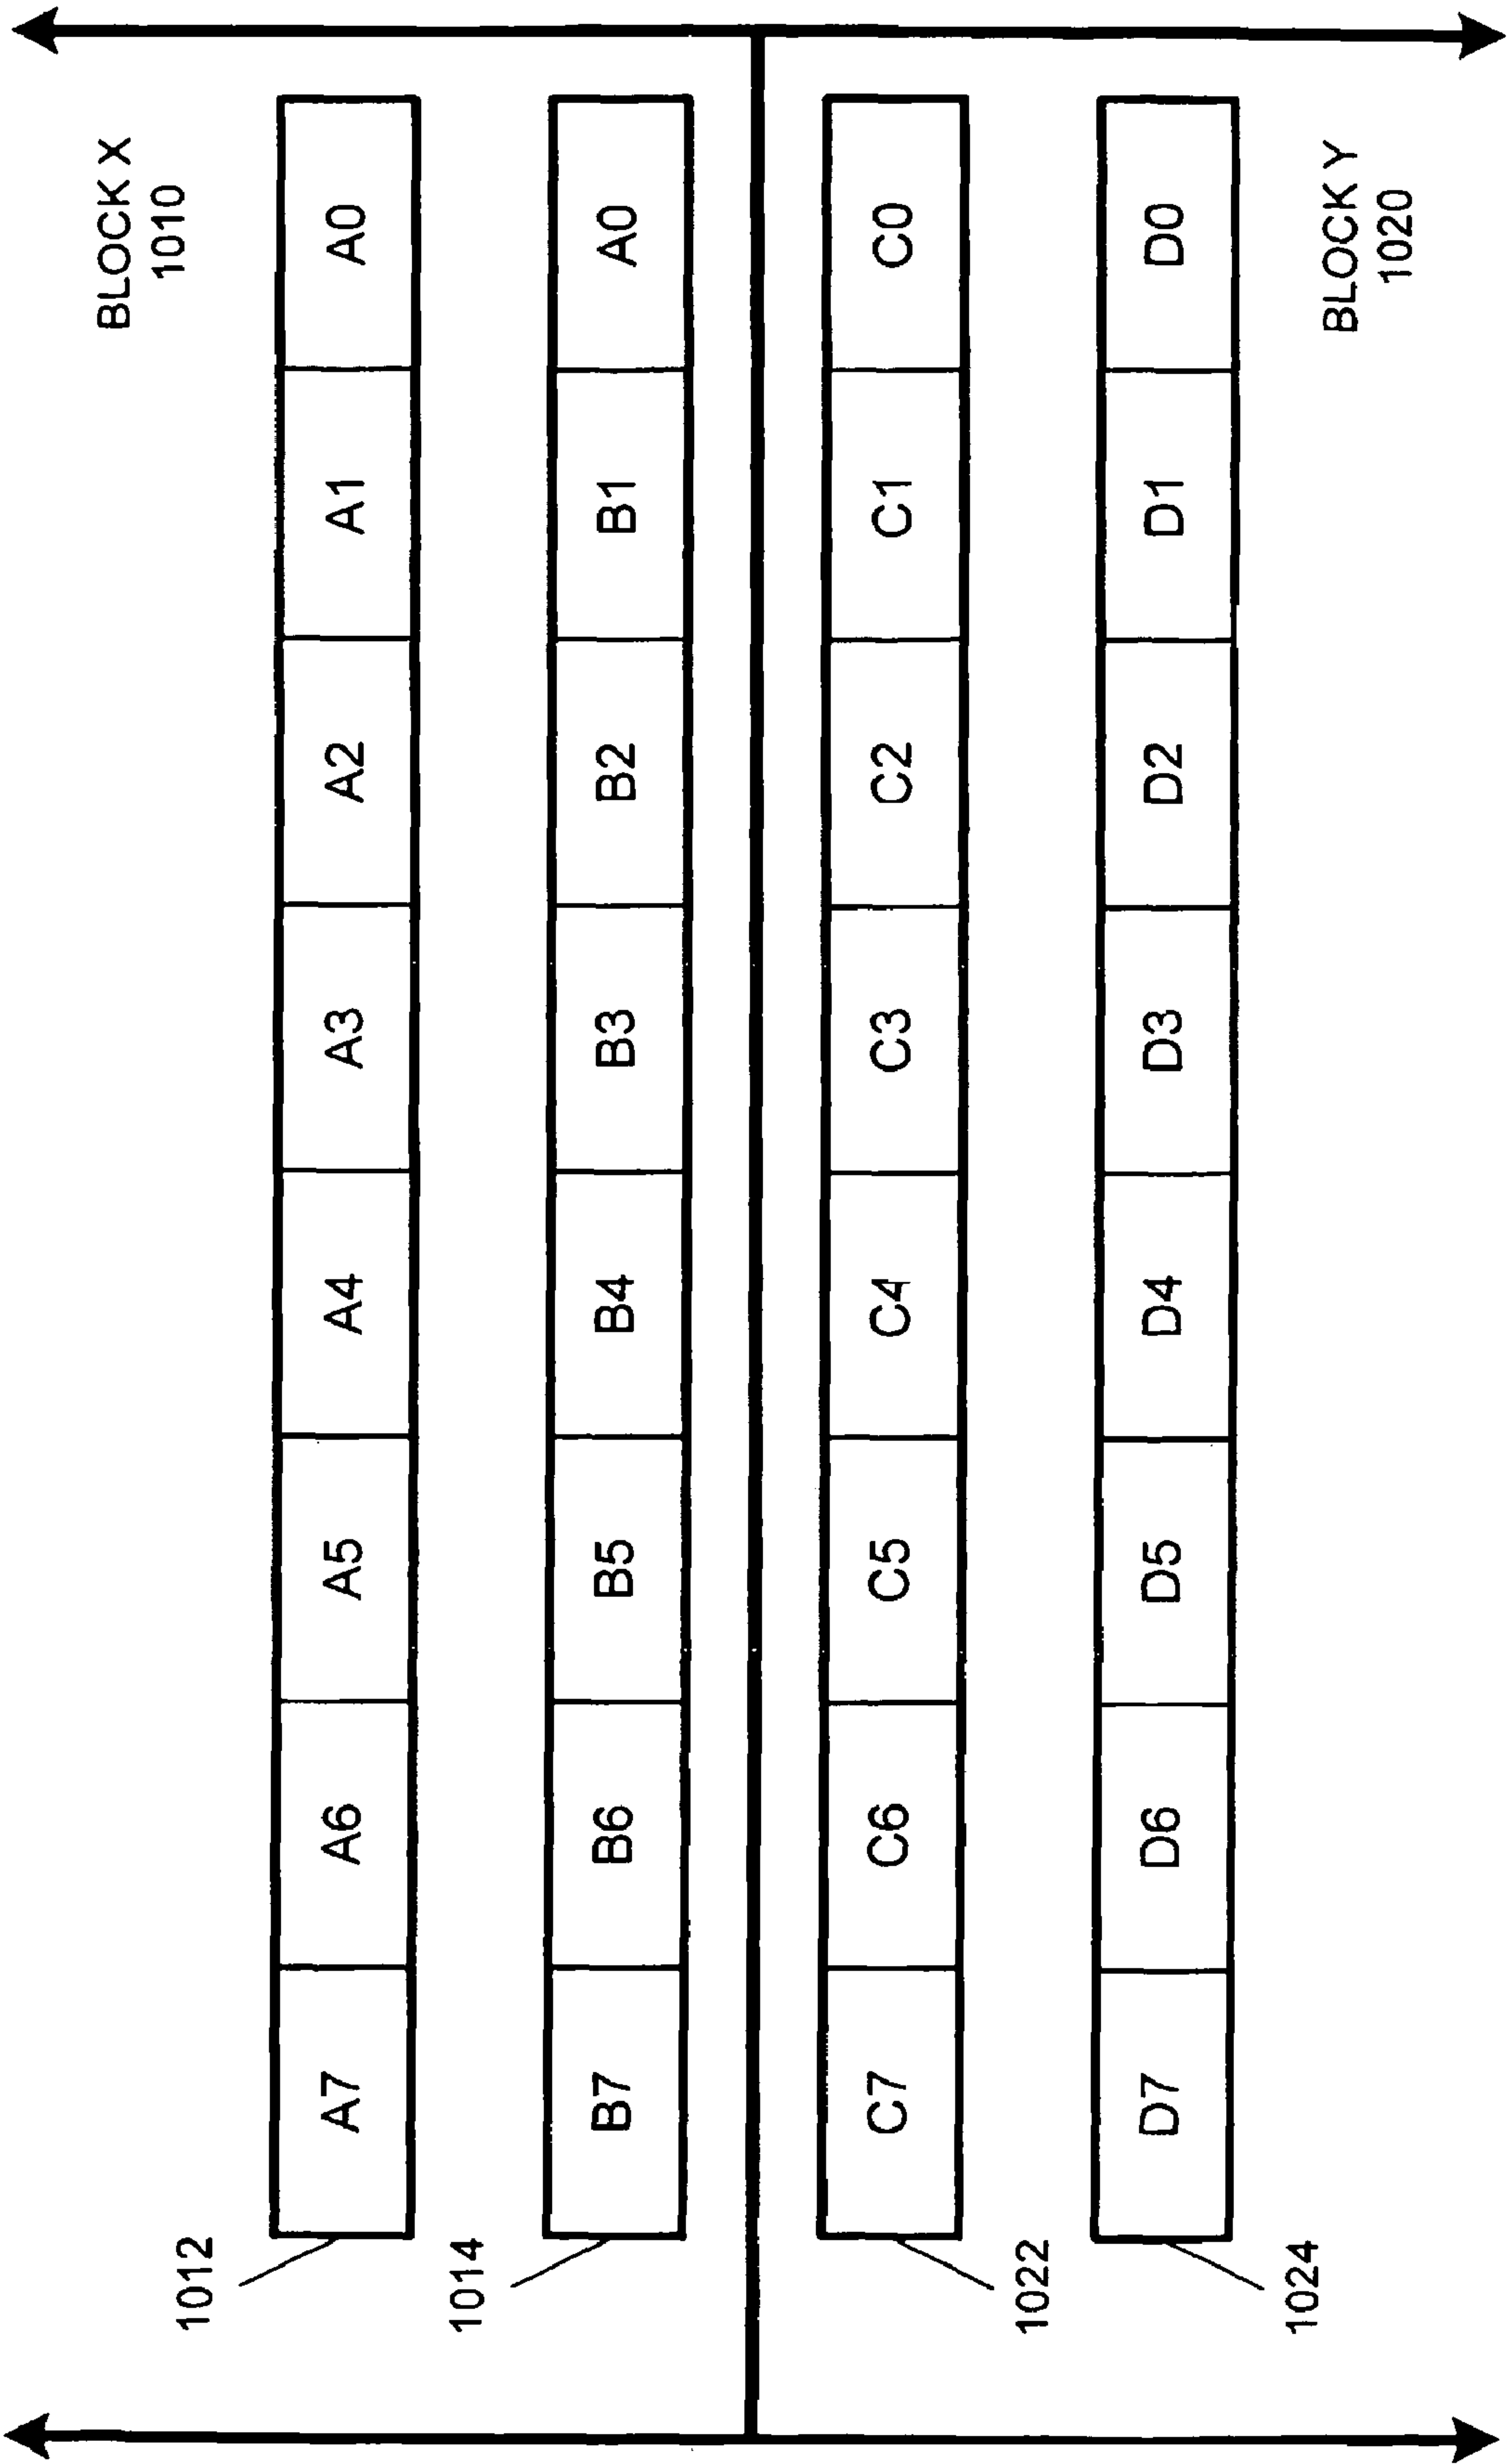 BLOCK X
1010
1012
A7 A6 A5 A4 A3 A2 A1 A0
1014
B7 B6 B5 B4 B3 B2 B1 A0
C7 C6 C5 C4 C3 C2 C1 C0
1022
D7 D6 D5 D4 D3 D2 D1 D0
1024
BLOCK Y
1020